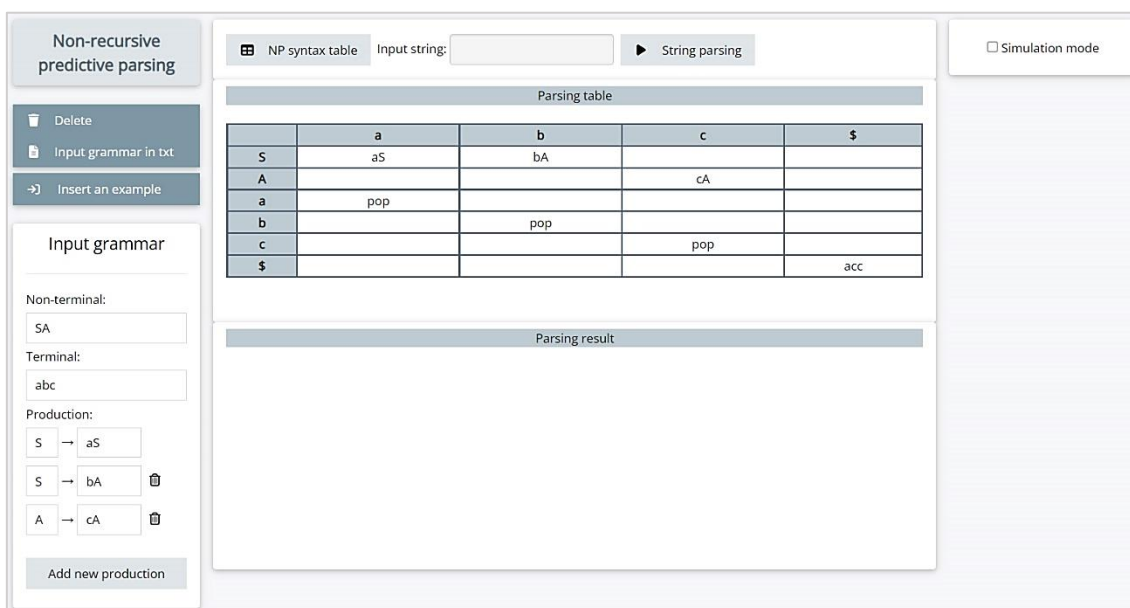 Non-recursive
predictive parsing
Delete
Input grammar in txt
Insert an example
Input grammar
Non-terminal:
SA
Terminal:
abc
Production:
S → aS
S → bA
A → cA
Add new production
NP syntax table Input string: String parsing
Parsing table
a b c $
S aS bA
A cA
a pop
b pop
c pop
$ acc
Parsing result
Simulation mode